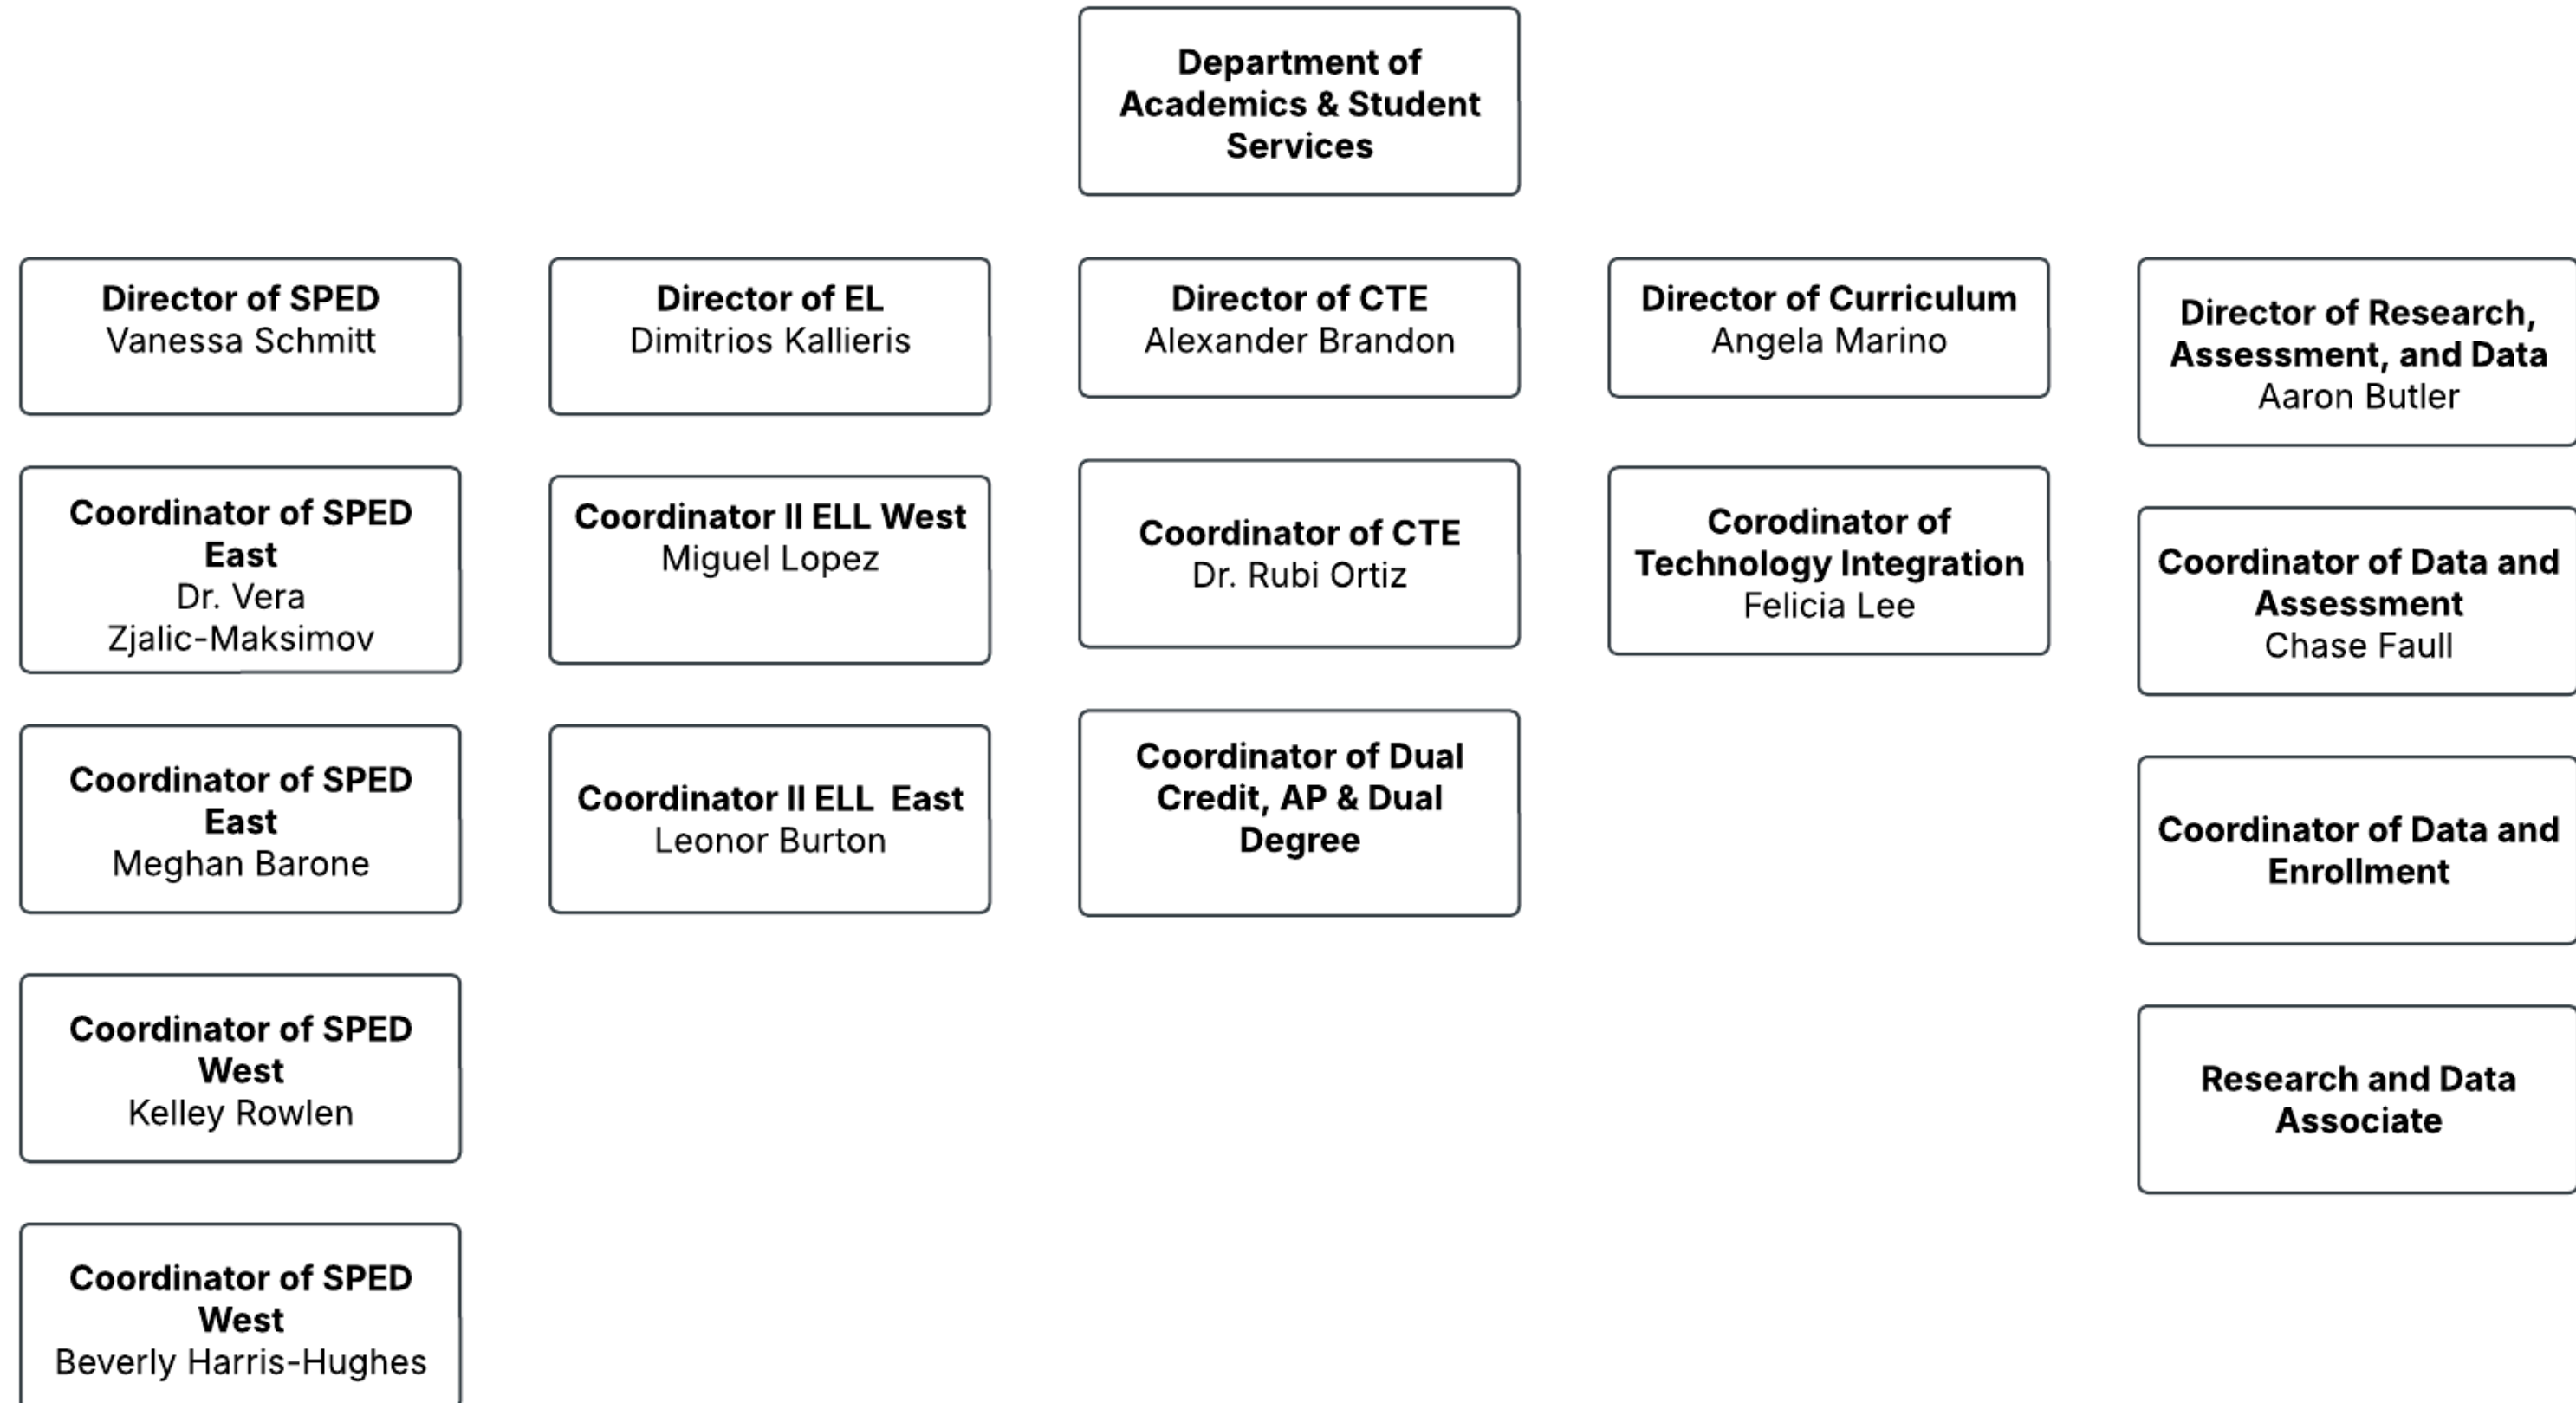 Department of
Academics & Student
Services
Director of SPED
Vanessa Schmitt
Coordinator of SPED
East
Dr. Vera
Zjalic-Maksimov
Coordinator of SPED
East
Meghan Barone
Coordinator of SPED
West
Kelley Rowlen
Coordinator of SPED
West
Beverly Harris-Hughes
Director of EL
Dimitrios Kallieris
Coordinator II ELL West
Miguel Lopez
Coordinator II ELL  East
Leonor Burton
Director of CTE
Alexander Brandon
Coordinator of CTE
Dr. Rubi Ortiz
Coordinator of Dual
Credit, AP & Dual
Degree
Director of Curriculum
Angela Marino
Corodinator of
Technology Integration
Felicia Lee
Director of Research,
Assessment, and Data
Aaron Butler
Coordinator of Data and
Assessment
Chase Faull
Coordinator of Data and
Enrollment
Research and Data
Associate